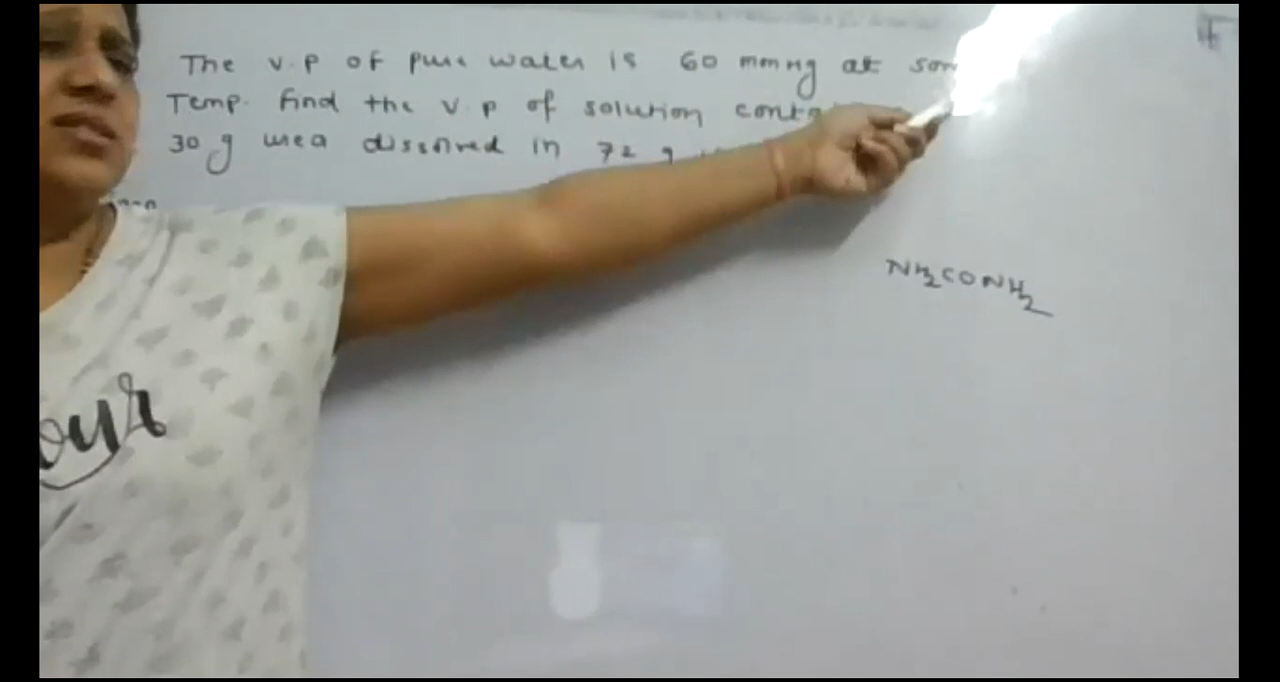 The V.P of pure water is 60 mmHg at
Temp. Find the V.P of solution
30 g urea dissolved in 72 g
NH2CONH2
our